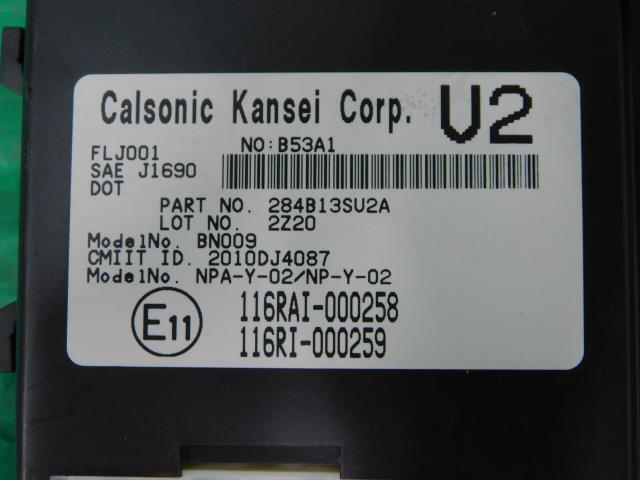 Calsonic Kansei Corp. V2
NO:B53A1
FLJ001
SAE J1690
DOT
PART NO. 284B13SU2A
LOT NO. 2Z20
ModelNo. BN009
CMIIT ID. 2010DJ4087
ModelNo. NPA-Y-02/NP-Y-02
E11
116RAI-000258
116RI-000259